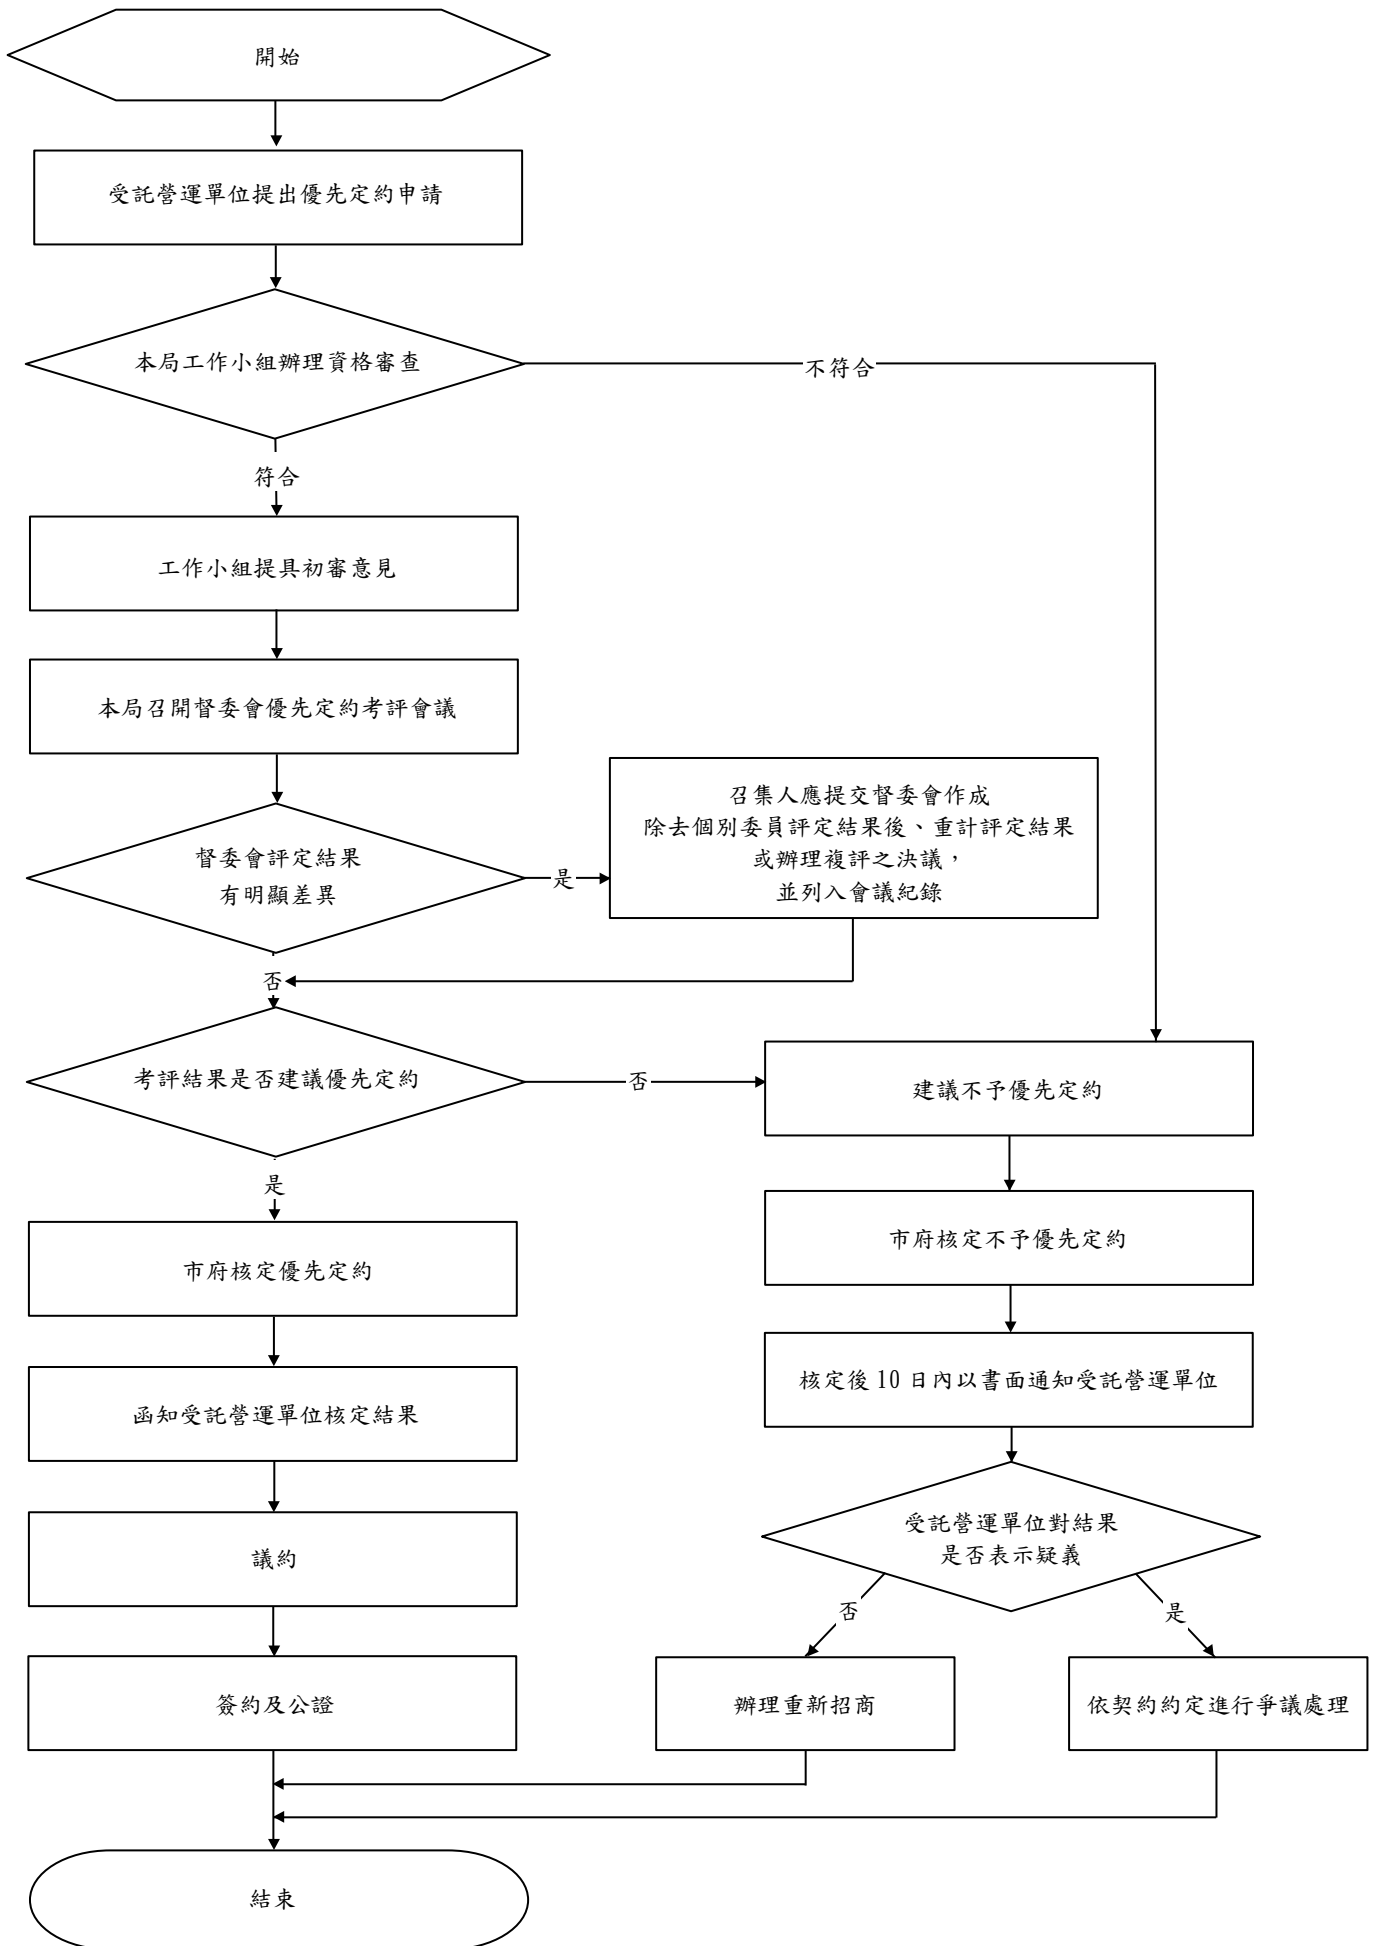 開始
受託營運單位提出優先定約申請
本局工作小組辦理資格審查
不符合
符合
工作小組提具初審意見
本局召開督委會優先定約考評會議
督委會評定結果
有明顯差異
是
召集人應提交督委會作成
除去個別委員評定結果後、重計評定結果
或辦理複評之決議，
並列入會議紀錄
否
考評結果是否建議優先定約
否
建議不予優先定約
是
市府核定優先定約
市府核定不予優先定約
函知受託營運單位核定結果
核定後 10 日內以書面通知受託營運單位
議約
受託營運單位對結果
是否表示疑義
否
是
簽約及公證
辦理重新招商
依契約約定進行爭議處理
結束